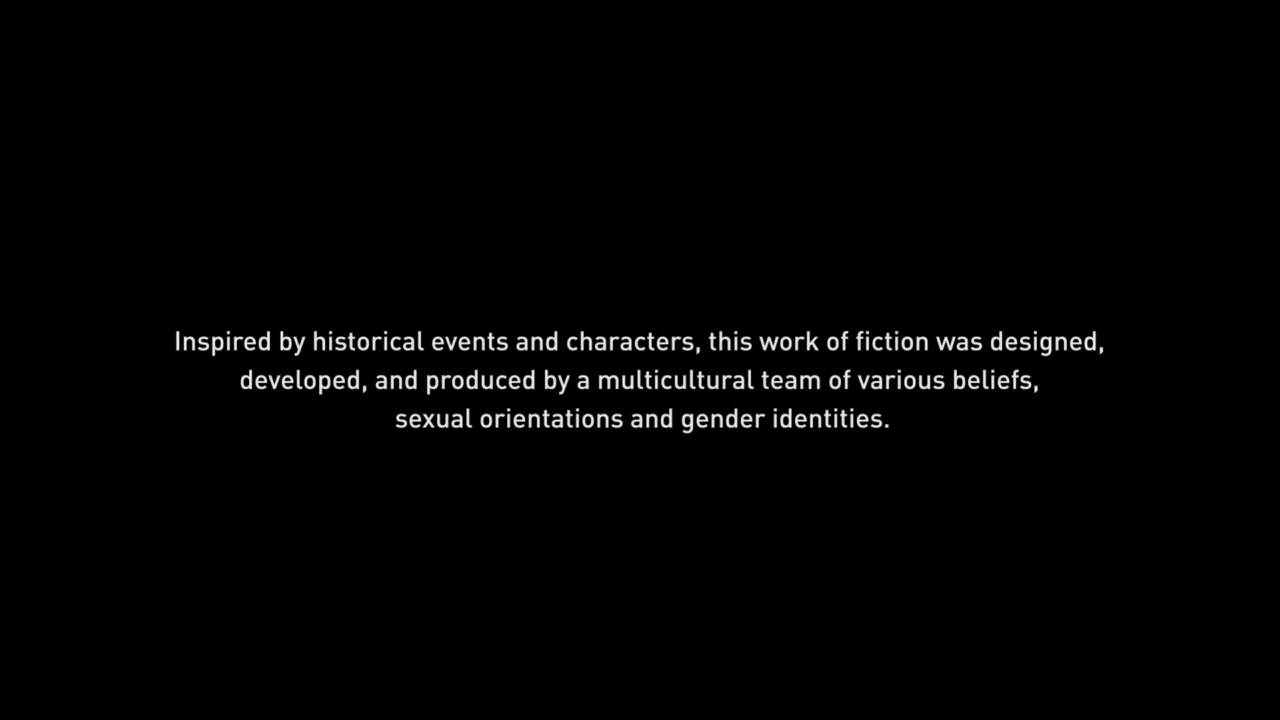 Inspired by historical events and characters, this work of fiction was designed,
developed, and produced by a multicultural team of various beliefs,
sexual orientations and gender identities.